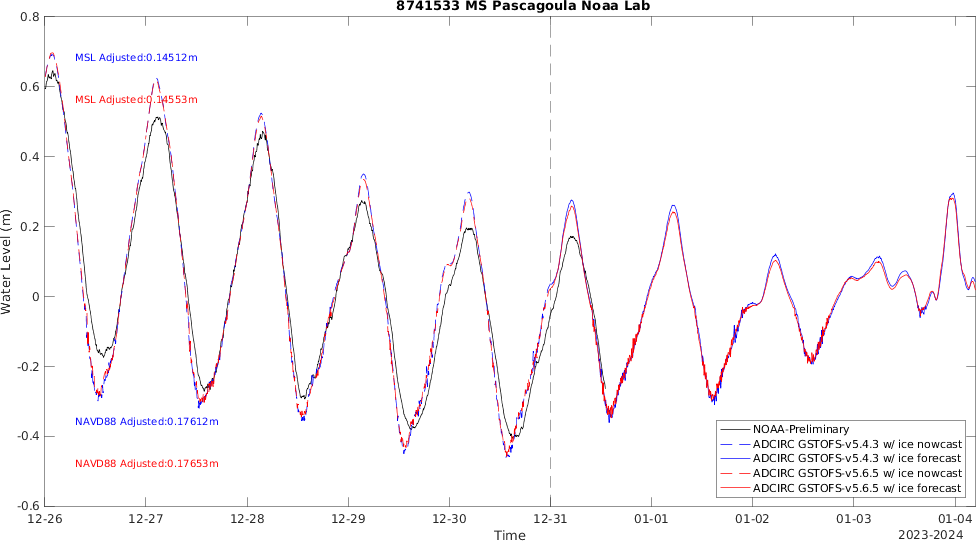 8741533 MS Pascagoula Noaa Lab
0.8
0.6
0.4
0.2
0
-0.2
-0.4
-0.6
Water Level (m)
MSL Adjusted:0.14512m
MSL Adjusted:0.14553m
NAVD88 Adjusted:0.17612m
NAVD88 Adjusted:0.17653m
NOAA-Preliminary
ADCIRC GSTOFS-v5.4.3 w/ ice nowcast
ADCIRC GSTOFS-v5.4.3 w/ ice forecast
ADCIRC GSTOFS-v5.6.5 w/ ice nowcast
ADCIRC GSTOFS-v5.6.5 w/ ice forecast
12-26 12-27 12-28 12-29 12-30 12-31 01-01 01-02 01-03 01-04
Time
2023-2024